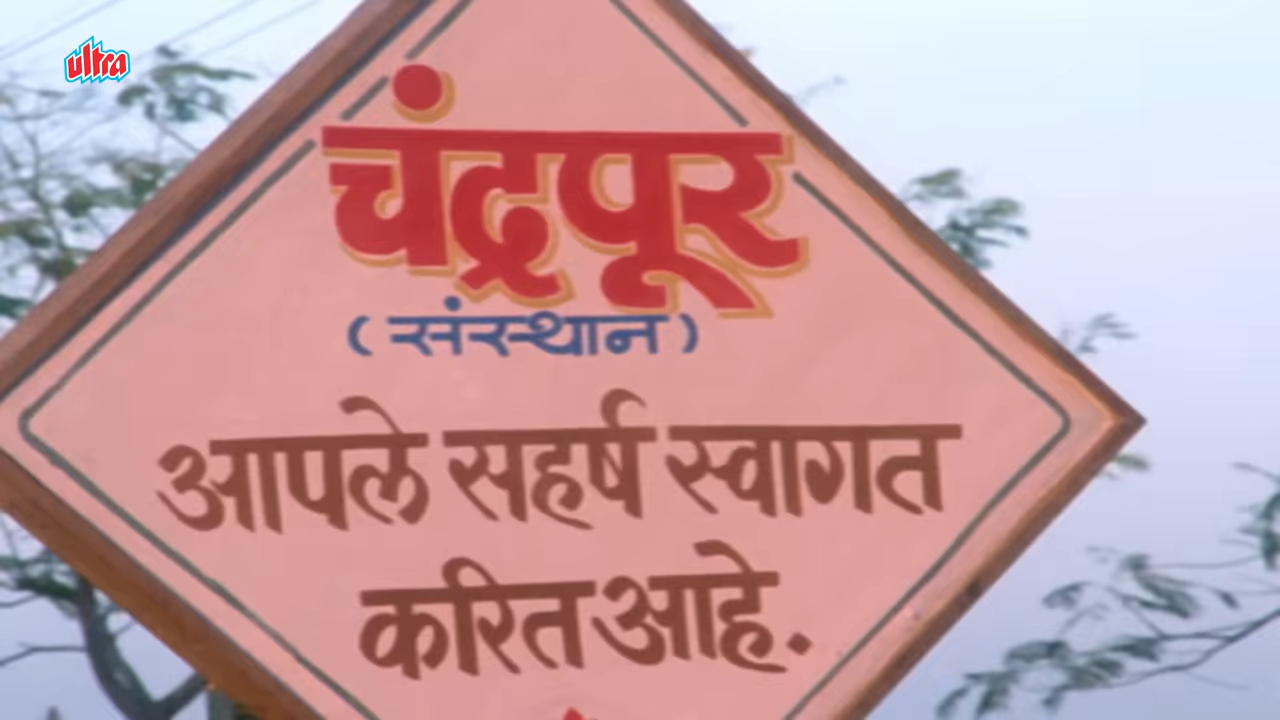 ultra
चंद्रपूर
( संस्थान )
आपले सहर्ष स्वागत
करित आहे.